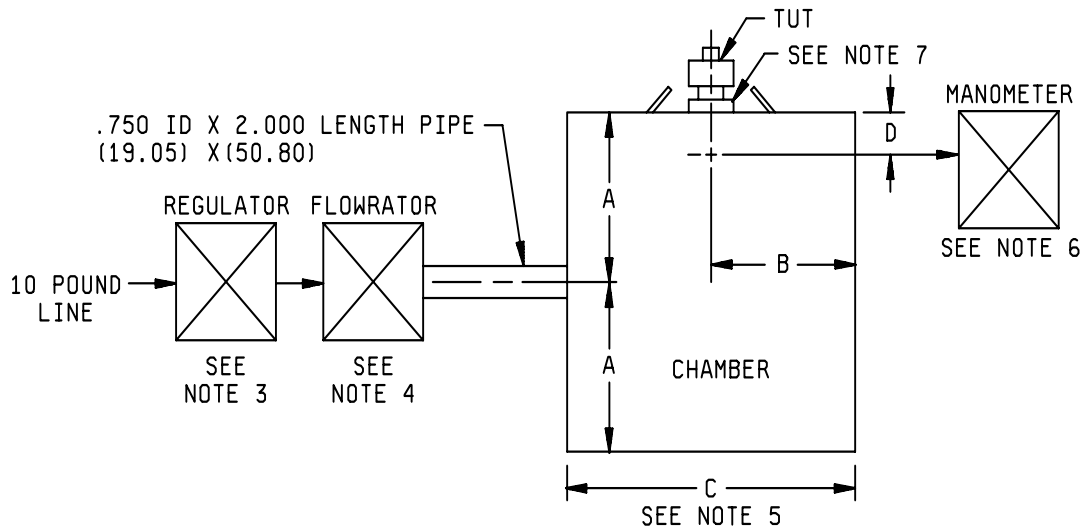 TUT
SEE NOTE 7
MANOMETER
D
.750 ID X 2.000 LENGTH PIPE
(19.05) X(50.80)
A
REGULATOR
FLOWRATOR
SEE NOTE 6
B
10 POUND
LINE
SEE
NOTE 3
SEE
NOTE 4
A
CHAMBER
C
SEE NOTE 5